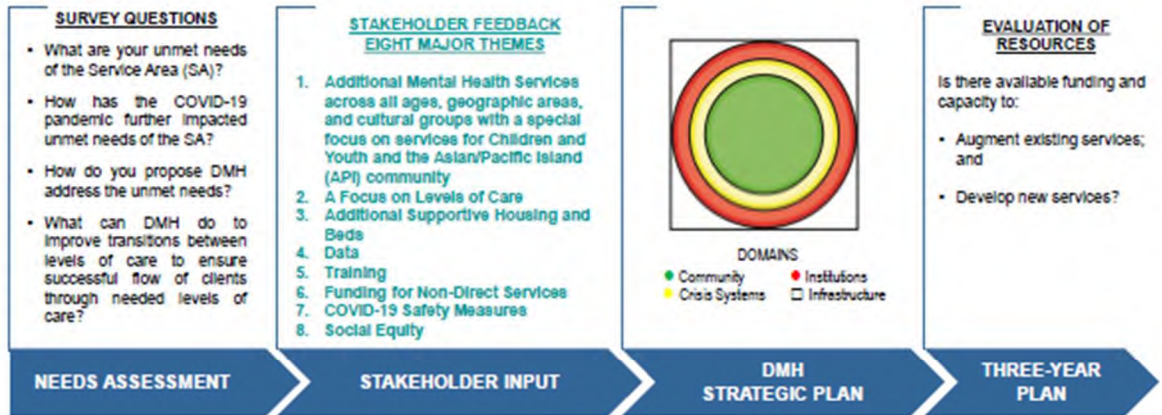 SURVEY QUESTIONS
• What are your unmet needs
of the Service Area (SA)?
• How has the COVID-19
pandemic further impacted
unmet needs of the SA?
• How do you propose DMH
address the unmet needs?
• What can DMH do to
improve transitions between
levels of care to ensure
successful flow of clients
through needed levels of
care?
NEEDS ASSESSMENT
STAKEHOLDER FEEDBACK
EIGHT MAJOR THEMES
1. Additional Mental Health Services
across all ages, geographic areas,
and cultural groups with a special
focus on services for Children and
Youth and the Asian/Pacific Island
(API) community
2. A Focus on Levels of Care
3. Additional Supportive Housing and
Beds
4. Data
5. Training
6. Funding for Non-Direct Services
7. COVID-19 Safety Measures
8. Social Equity
STAKEHOLDER INPUT
DOMAINS
Community
Institutions
Crisis Systems
Infrastructure
DMH
STRATEGIC PLAN
EVALUATION OF
RESOURCES
Is there available funding and
capacity to:
• Augment existing services;
and
• Develop new services?
THREE-YEAR
PLAN